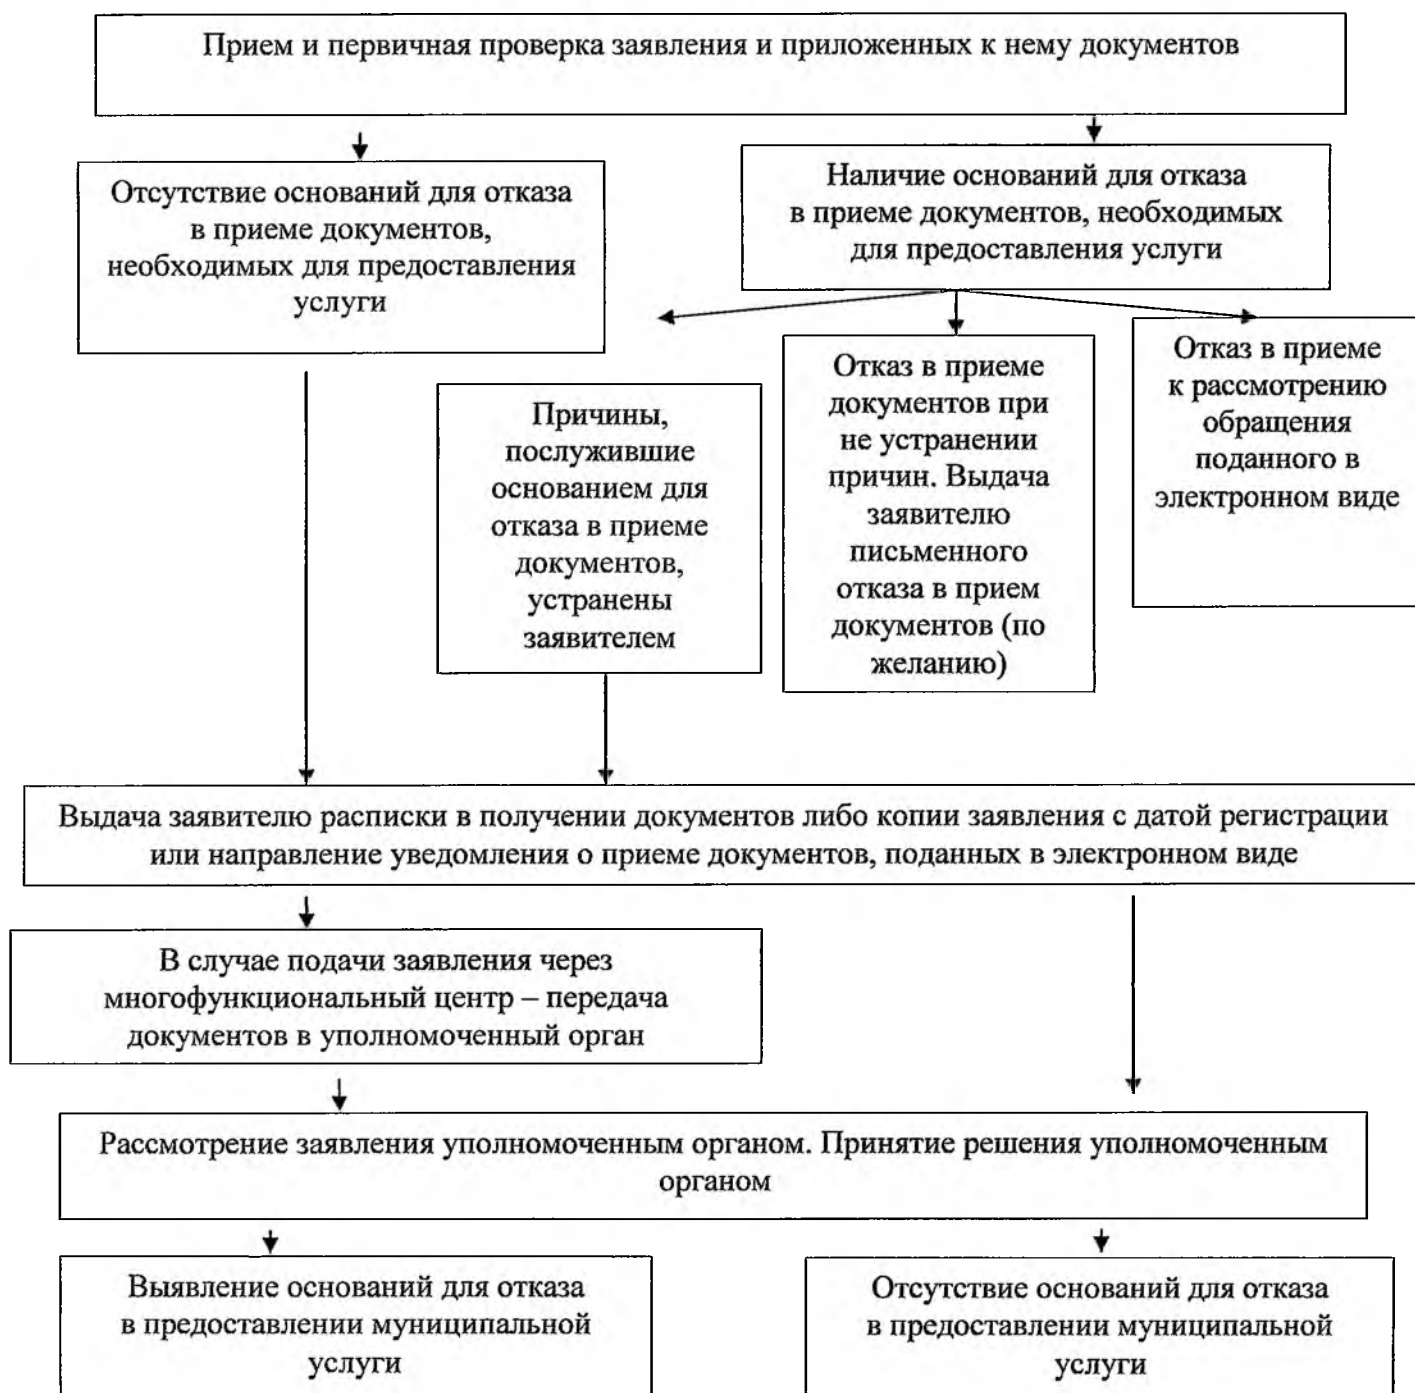 Прием и первичная проверка заявления и приложенных к нему документов
Отсутствие оснований для отказа
в приеме документов,
необходимых для предоставления
услуги
Наличие оснований для отказа
в приеме документов, необходимых
для предоставления услуги
Причины,
послужившие
основанием для
отказа в приеме
документов,
устранены
заявителем
Отказ в приеме
документов при
не устранении
причин. Выдача
заявителю
письменного
отказа в прием
документов (по
желанию)
Отказ в приеме
к рассмотрению
обращения
поданного в
электронном виде
Выдача заявителю расписки в получении документов либо копии заявления с датой регистрации
или направление уведомления о приеме документов, поданных в электронном виде
В случае подачи заявления через
многофункциональный центр – передача
документов в уполномоченный орган
Рассмотрение заявления уполномоченным органом. Принятие решения уполномоченным
органом
Выявление оснований для отказа
в предоставлении муниципальной
услуги
Отсутствие оснований для отказа
в предоставлении муниципальной
услуги